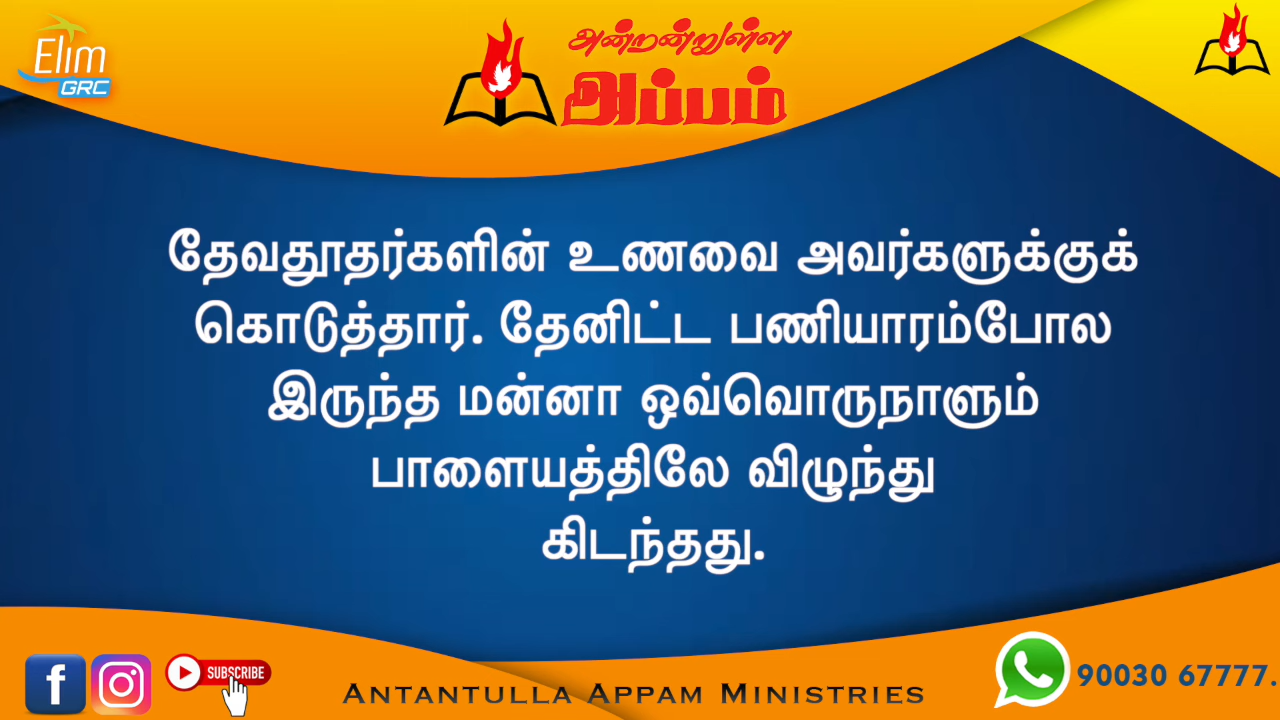 Elim
GRC
அன்றன்றுள்ள
அப்பம்
தேவதூதர்களின் உணவை அவர்களுக்குக்
கொடுத்தார். தேனிட்ட பணியாரம்போல
இருந்த மன்னா ஒவ்வொருநாளும்
பாளையத்திலே விழுந்து
கிடந்தது.
SUBSCRIBE
ANTANTULLA APPAM MINISTRIES
90003 67777.